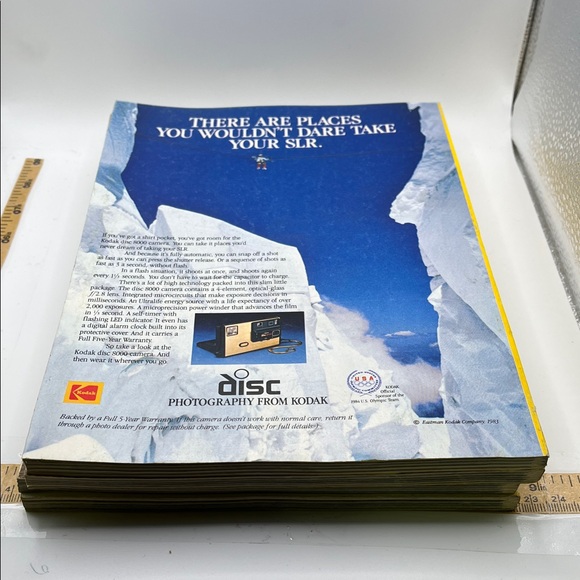 THERE ARE PLACES
YOU WOULDN'T DARE TAKE
YOUR SLR.
If you've got a shirt pocket, you've got room for the
Kodak disc 8000 camera. You can take it places you'd
never dream of taking your SLR.
And because it's fully automatic, you can snap off a shot
as fast as you can press the shutter release. Or a sequence of shots as
fast as 3 a second, without flash.
In a flash situation, it shoots at once, and shoots again
every 1⅓ seconds. You don't have to wait for the capacitor to charge.
There's a lot of high technology packed into this slim little
package. The disc 8000 camera contains a 4-element, optical-glass
f/2.8 lens. Integrated microcircuits that make exposure decisions in
milliseconds. An Ultralife energy source with a life expectancy of over
2,000 exposures. A microprecision power winder that advances the film
in ⅓ second. A self-timer with
flashing LED indicator. It even has
a digital alarm clock built into its
protective cover. And it carries a
Full Five-Year Warranty.
So take a look at the
Kodak disc 8000 camera. And
then wear it wherever you go.
Kodak
disc
PHOTOGRAPHY FROM KODAK
USA
KODAK
Official
Sponsor of the
1984 U.S. Olympic Team
Backed by a Full 5-Year Warranty. If this camera doesn't work with normal care, return it
through a photo dealer for repair without charge. (See package for full details.)
© Eastman Kodak Company, 1983